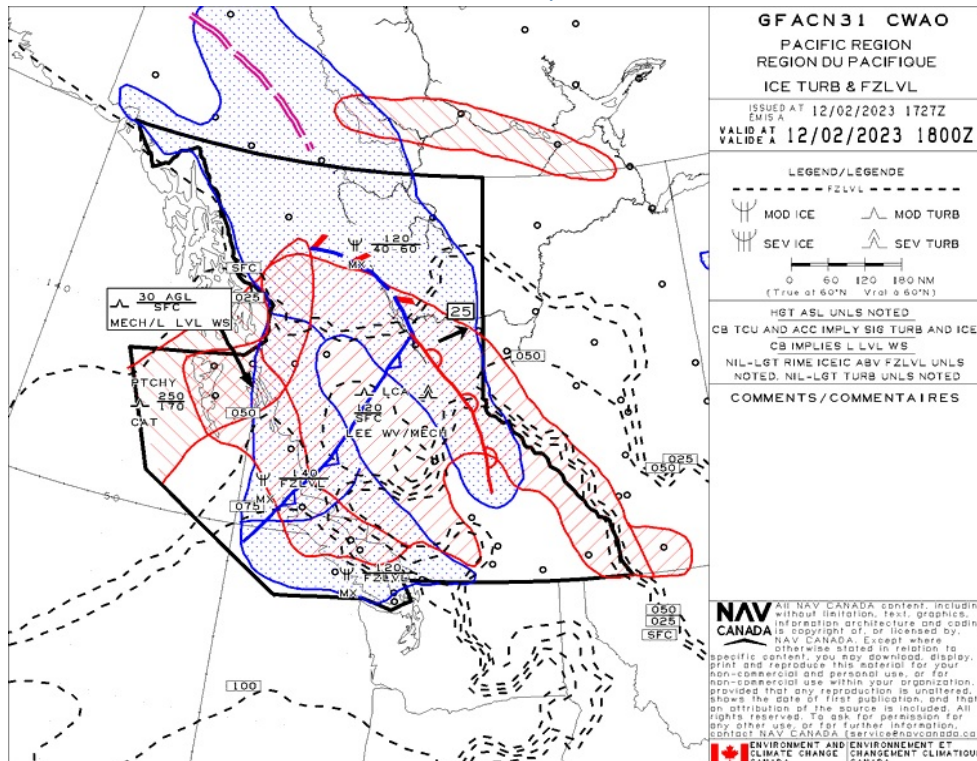 GFACN31 CWAO
PACIFIC REGION
REGION DU PACIFIQUE
ICE TURB & FZLVL
ISSUED AT
EMIS A
12/02/2023 1727Z
VALID AT
VALIDE A
12/02/2023 1800Z
LEGEND/LÉGENDE
FZLVL
MOD ICE
MOD TURB
SEV ICE
SEV TURB
0 60 120 180 NM
(True at 60°N Vrai à 60°N)
HGT ASL UNLS NOTED
CB TCU AND ACC IMPLY SIG TURB AND ICE
CB IMPLIES L LVL WS
NIL-LGT RIME ICEIC ABV FZLVL UNLS
NOTED. NIL-LGT TURB UNLS NOTED
COMMENTS/COMMENTAIRES
120
40-60
MX
SFC
025
140
30 AGL
SFC
MECH/L LVL WS
25
050
PTCHY
250
170
CAT
050
LCA
120
SFC
LEE WV/MECH
025
050
140
FZLVL
MX
075
50
120
FZLVL
MX
050
025
SFC
100
NAV
CANADA
All NAV CANADA content, includin
without limitation, text, graphics,
information architecture and codin
is copyright of, or licensed by,
NAV CANADA. Except where
otherwise stated in relation to
specific content, you may download, display,
print and reproduce this material for your
non-commercial and personal use, or for
non-commercial use within your organization,
provided that any reproduction is unaltered,
shows the date of first publication, and that
an attribution of the source is included. All
rights reserved. To ask for permission for
any other use, or for further information,
contact NAV CANADA (service@navcanada.ca
ENVIRONMENT AND
CLIMATE CHANGE
CANADA
ENVIRONNEMENT ET
CHANGEMENT CLIMATIQU
CANADA